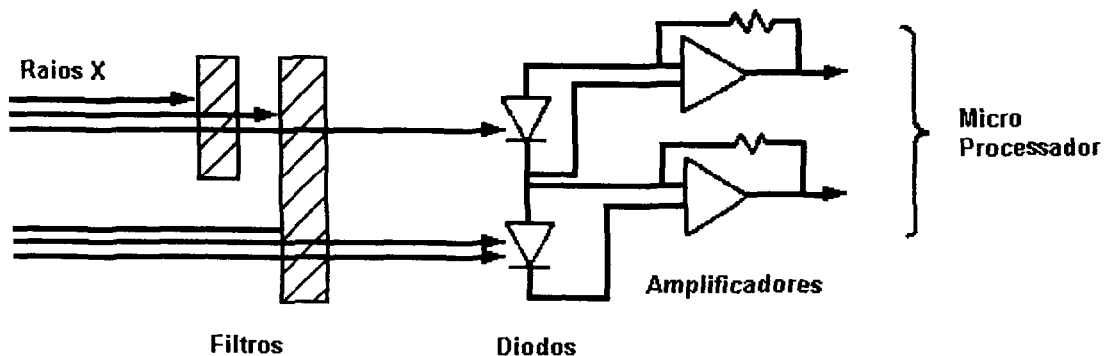 Raios X
Micro
Processador
Amplificadores
Filtros
Diodos